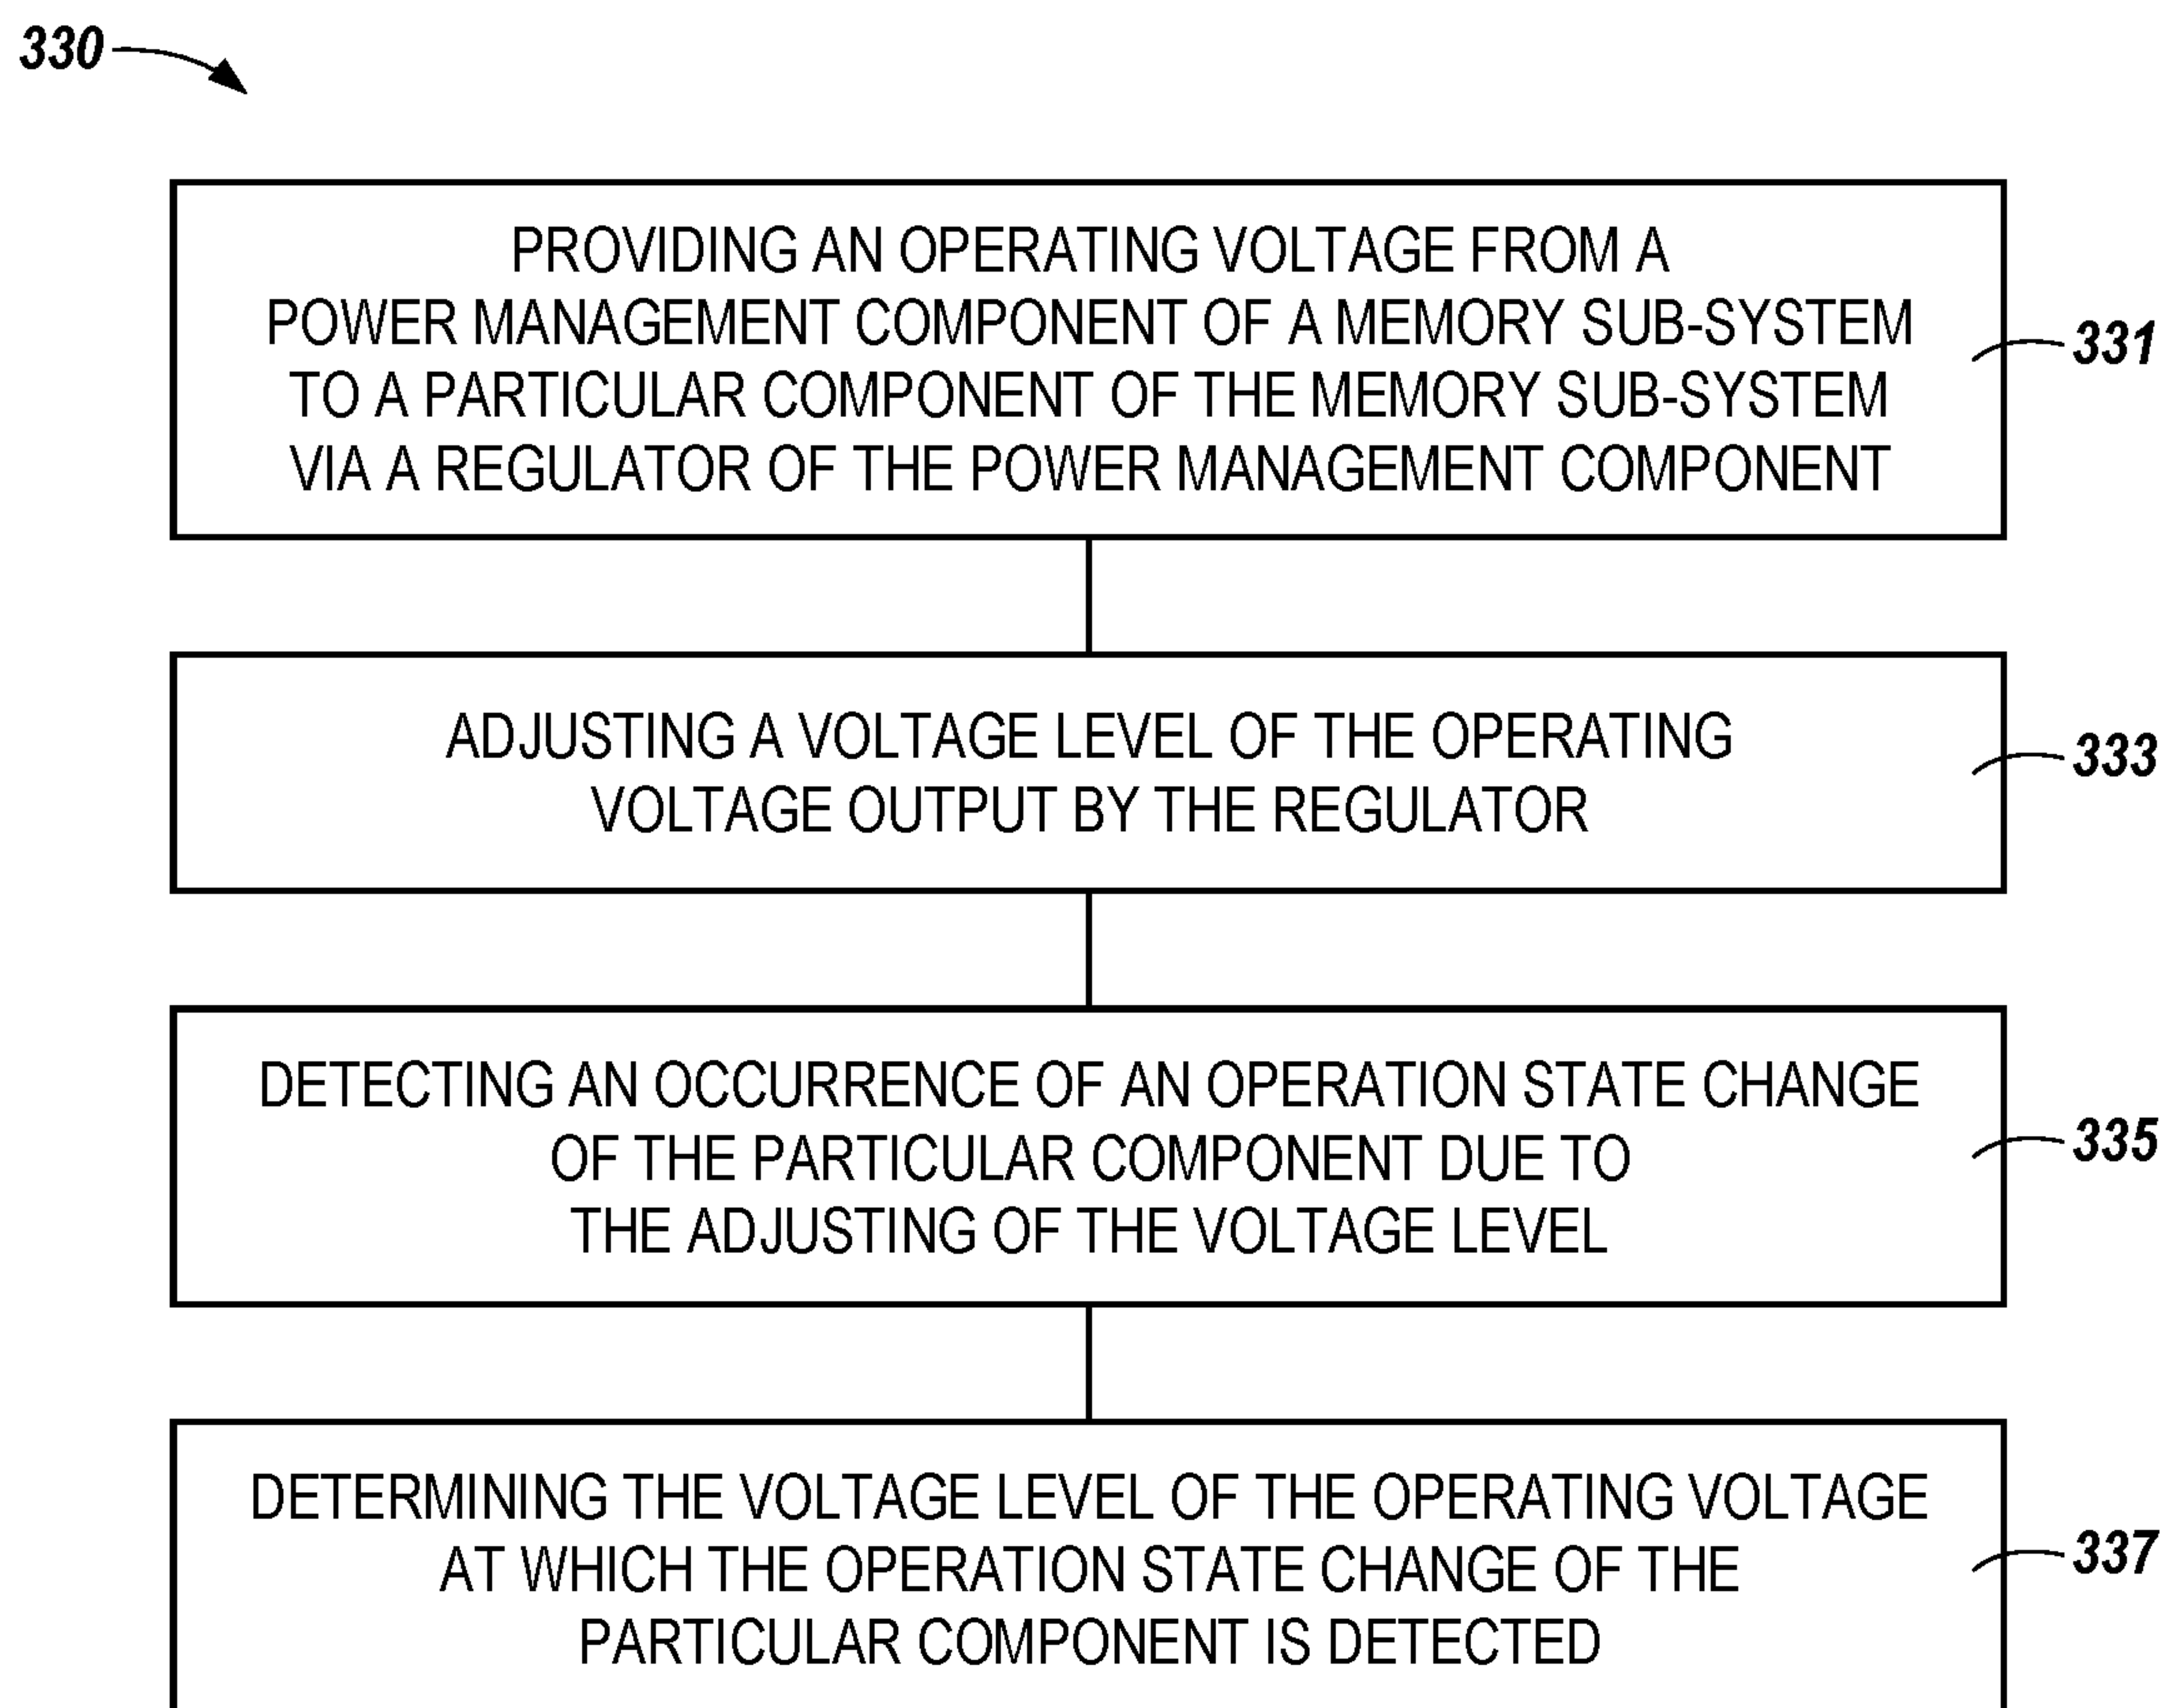 330
PROVIDING AN OPERATING VOLTAGE FROM A
POWER MANAGEMENT COMPONENT OF A MEMORY SUB-SYSTEM
TO A PARTICULAR COMPONENT OF THE MEMORY SUB-SYSTEM
VIA A REGULATOR OF THE POWER MANAGEMENT COMPONENT
331
ADJUSTING A VOLTAGE LEVEL OF THE OPERATING
VOLTAGE OUTPUT BY THE REGULATOR
333
DETECTING AN OCCURRENCE OF AN OPERATION STATE CHANGE
OF THE PARTICULAR COMPONENT DUE TO
THE ADJUSTING OF THE VOLTAGE LEVEL
335
DETERMINING THE VOLTAGE LEVEL OF THE OPERATING VOLTAGE
AT WHICH THE OPERATION STATE CHANGE OF THE
PARTICULAR COMPONENT IS DETECTED
337